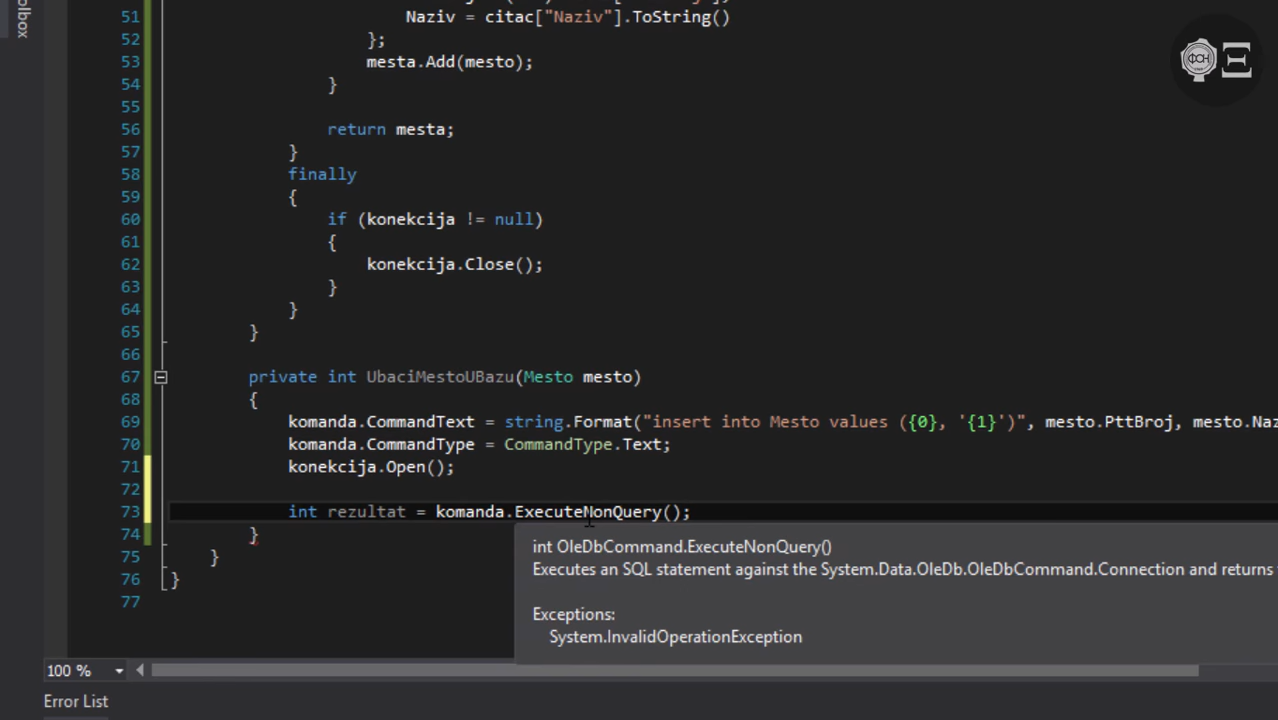 olbox
51 Naziv = citac["Naziv"].ToString()
52 };
53 mesta.Add(mesto);
54 }
55
56 return mesta;
57 }
58 finally
59 {
60 if (konekcija != null)
61 {
62 konekcija.Close();
63 }
64 }
65 }
66
67 private int UbaciMestoUBazu(Mesto mesto)
68 {
69 komanda.CommandText = string.Format("insert into Mesto values ({0}, '{1}')", mesto.PttBroj, mesto.Na
70 komanda.CommandType = CommandType.Text;
71 konekcija.Open();
72
73 int rezultat = komanda.ExecuteNonQuery();
74 }
75 }
76 }
77
int OleDbCommand.ExecuteNonQuery()
Executes an SQL statement against the System.Data.OleDb.OleDbCommand.Connection and returns
Exceptions:
System.InvalidOperationException
100 %
Error List
ФОН